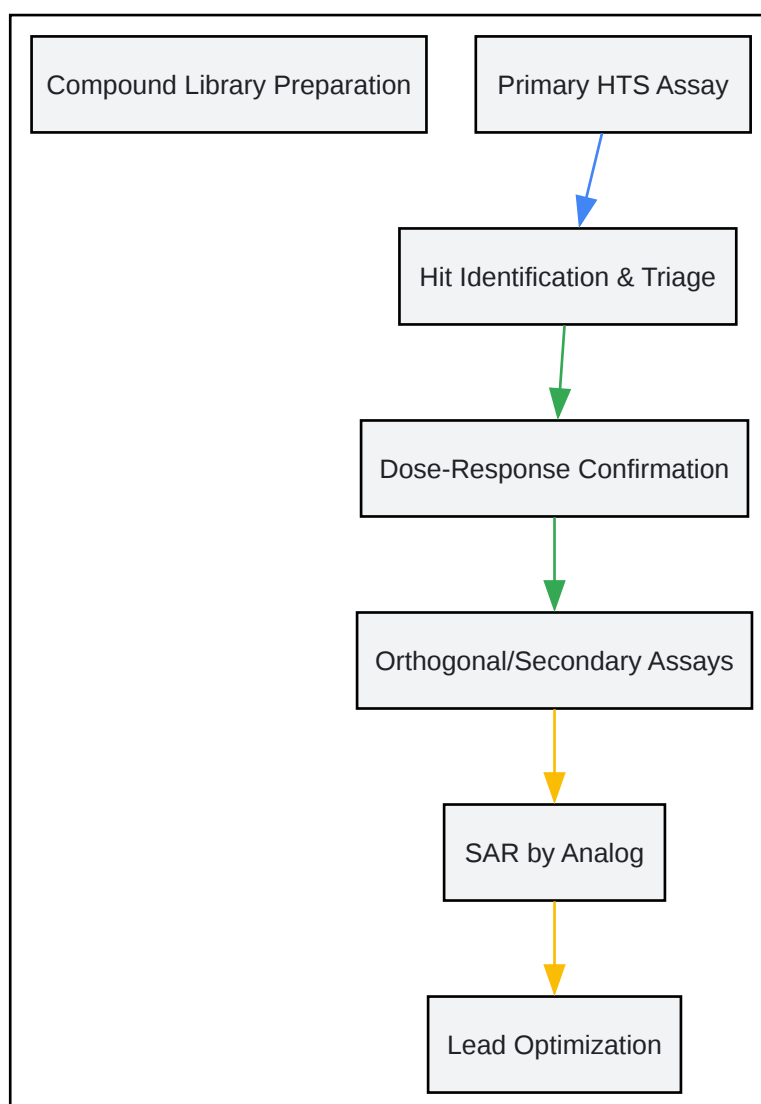 Compound Library Preparation
Primary HTS Assay
Hit Identification & Triage
Dose-Response Confirmation
Orthogonal/Secondary Assays
SAR by Analog
Lead Optimization